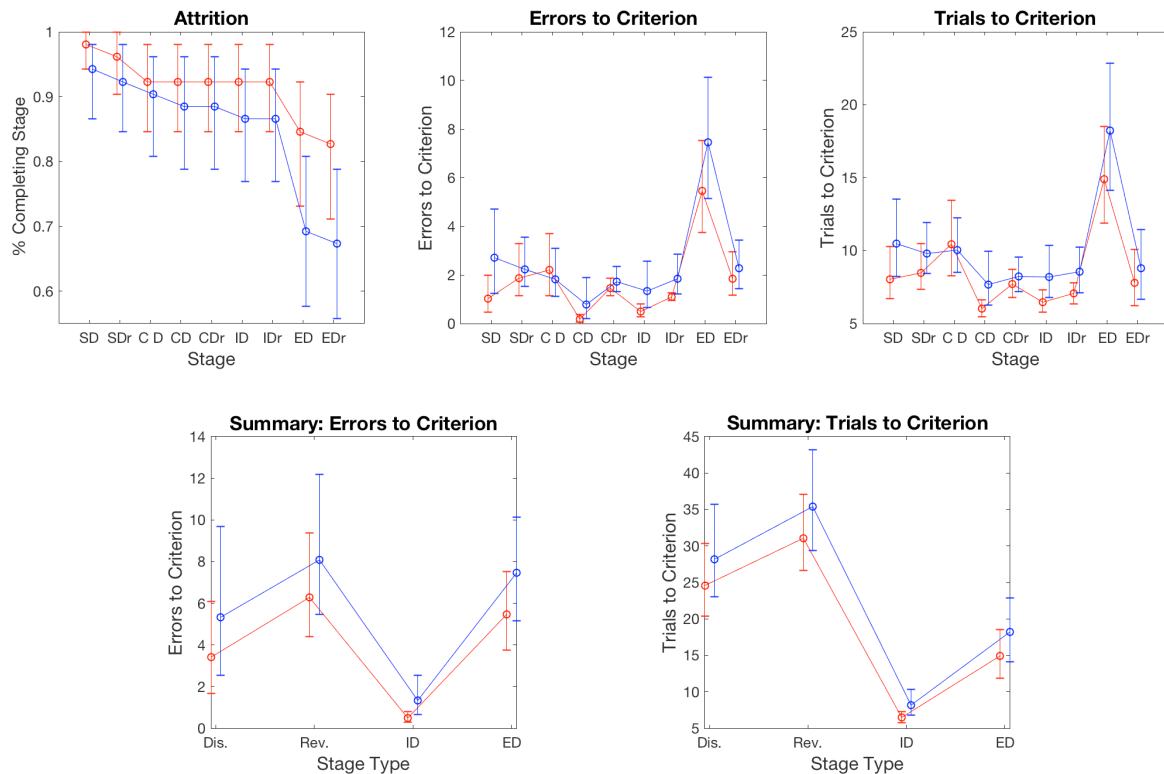 Attrition
1
0.9
0.8
0.7
0.6
% Completing Stage
SD SDr C D CD CDr ID IDr ED EDr
Stage
Errors to Criterion
12
10
8
6
4
2
0
Errors to Criterion
SD SDr C D CD CDr ID IDr ED EDr
Stage
Trials to Criterion
25
20
15
10
5
Trials to Criterion
SD SDr C D CD CDr ID IDr ED EDr
Stage
Summary: Errors to Criterion
14
12
10
8
6
4
2
0
Errors to Criterion
Dis. Rev. ID ED
Stage Type
Summary: Trials to Criterion
45
40
35
30
25
20
15
10
5
Trials to Criterion
Dis. Rev. ID ED
Stage Type